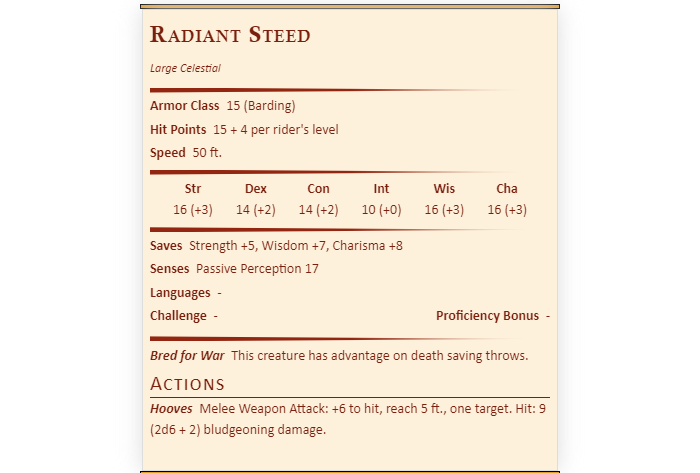 RADIANT STEED
Large Celestial
Armor Class 15 (Barding)
Hit Points 15 + 4 per rider's level
Speed 50 ft.
Str Dex Con Int Wis Cha
16 (+3) 14 (+2) 14 (+2) 10 (+0) 16 (+3) 16 (+3)
Saves Strength +5, Wisdom +7, Charisma +8
Senses Passive Perception 17
Languages -
Challenge - Proficiency Bonus -
Bred for War This creature has advantage on death saving throws.
ACTIONS
Hooves Melee Weapon Attack: +6 to hit, reach 5 ft., one target. Hit: 9
(2d6 + 2) bludgeoning damage.